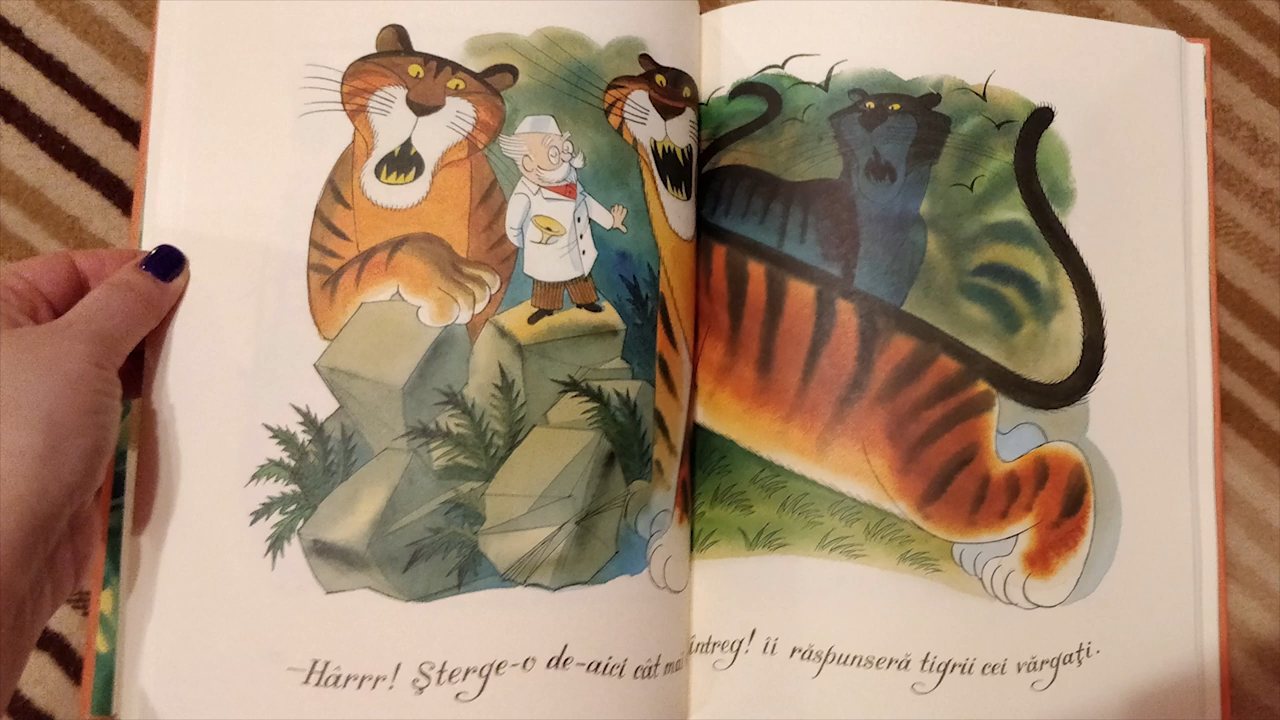 —Hârrr! Şterge-o de-aici cât mai întreg! îi răspunseră tigrii cei vărgaţi.